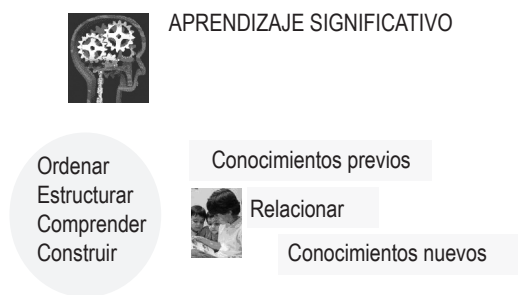 APRENDIZAJE SIGNIFICATIVO
Ordenar
Estructurar
Comprender
Construir
Conocimientos previos
Relacionar
Conocimientos nuevos